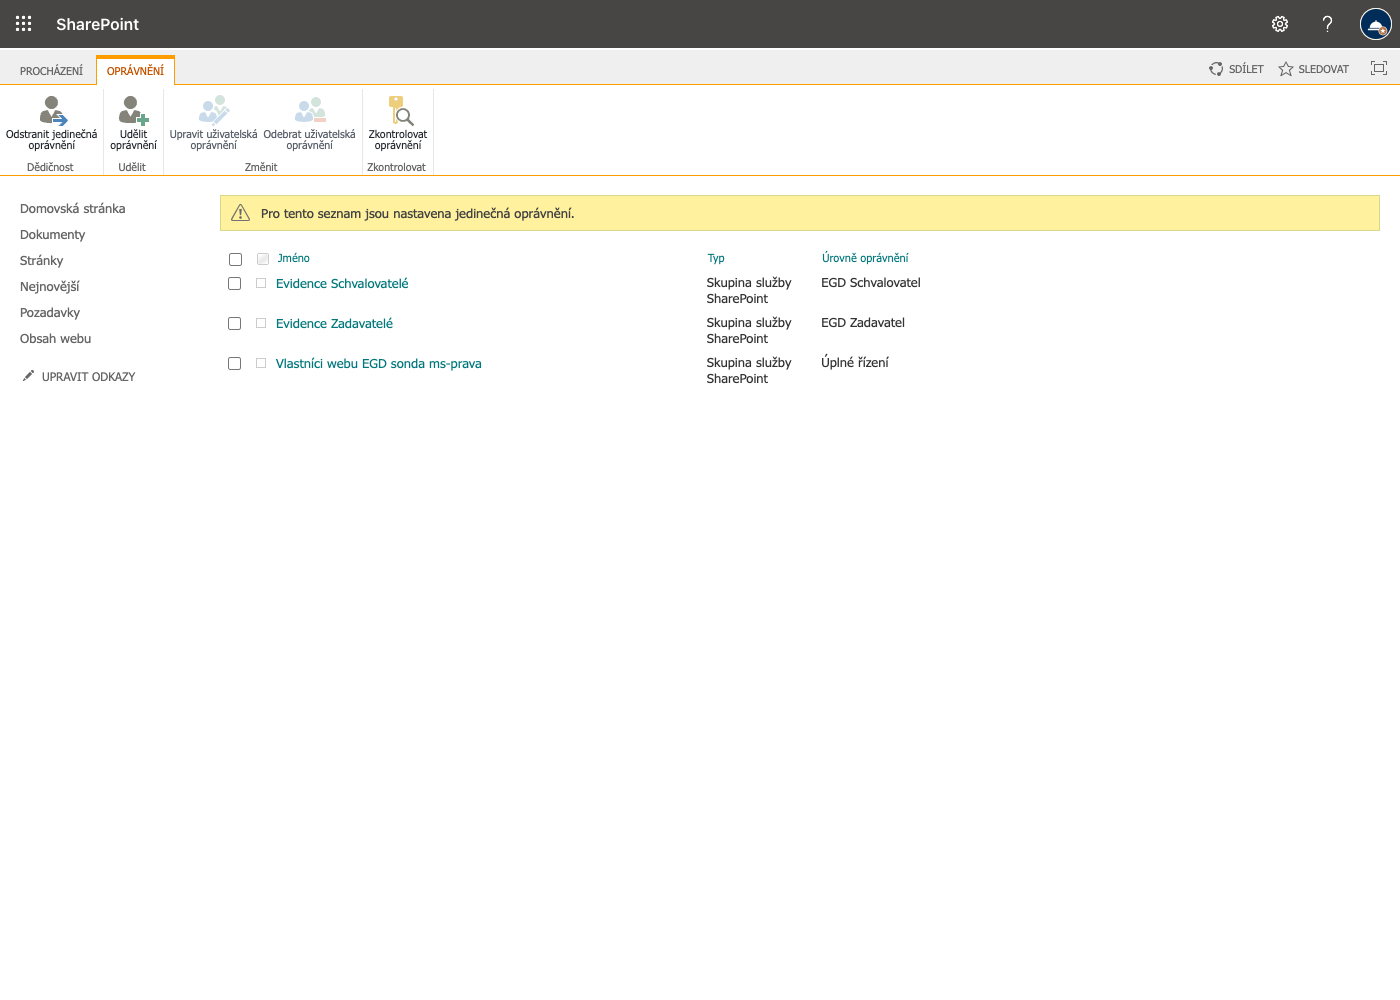 SharePoint
PROCHÁZENÍ
OPRÁVNĚNÍ
SDÍLET
SLEDOVAT
Odstranit jedinečná
oprávnění
Udělit
oprávnění
Upravit uživatelská
oprávnění
Odebrat uživatelská
oprávnění
Zkontrolovat
oprávnění
Dědičnost
Udělit
Změnit
Zkontrolovat
Domovská stránka
Dokumenty
Stránky
Nejnovější
Pozadavky
Obsah webu
UPRAVIT ODKAZY
Pro tento seznam jsou nastavena jedinečná oprávnění.
Jméno Typ Úrovně oprávnění
Evidence Schvalovatelé Skupina služby EGD Schvalovatel
SharePoint
Evidence Zadavatelé Skupina služby EGD Zadavatel
SharePoint
Vlastníci webu EGD sonda ms-prava Skupina služby Úplné řízení
SharePoint